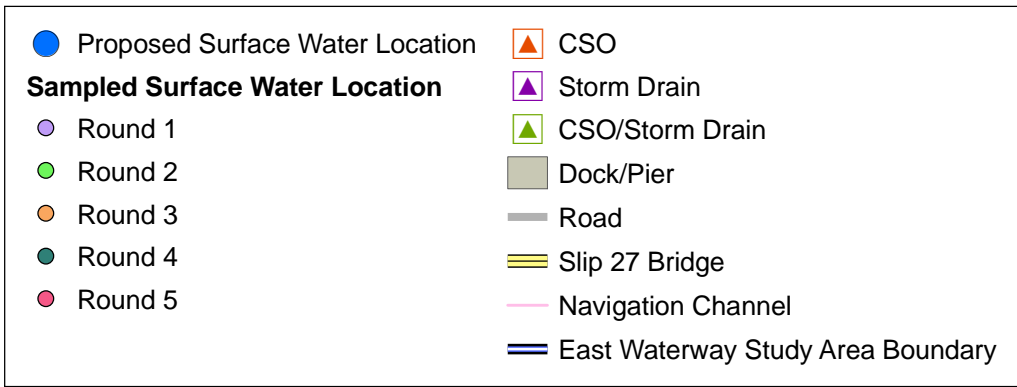 Proposed Surface Water Location
Sampled Surface Water Location
Round 1
Round 2
Round 3
Round 4
Round 5
CSO
Storm Drain
CSO/Storm Drain
Dock/Pier
Road
Slip 27 Bridge
Navigation Channel
East Waterway Study Area Boundary